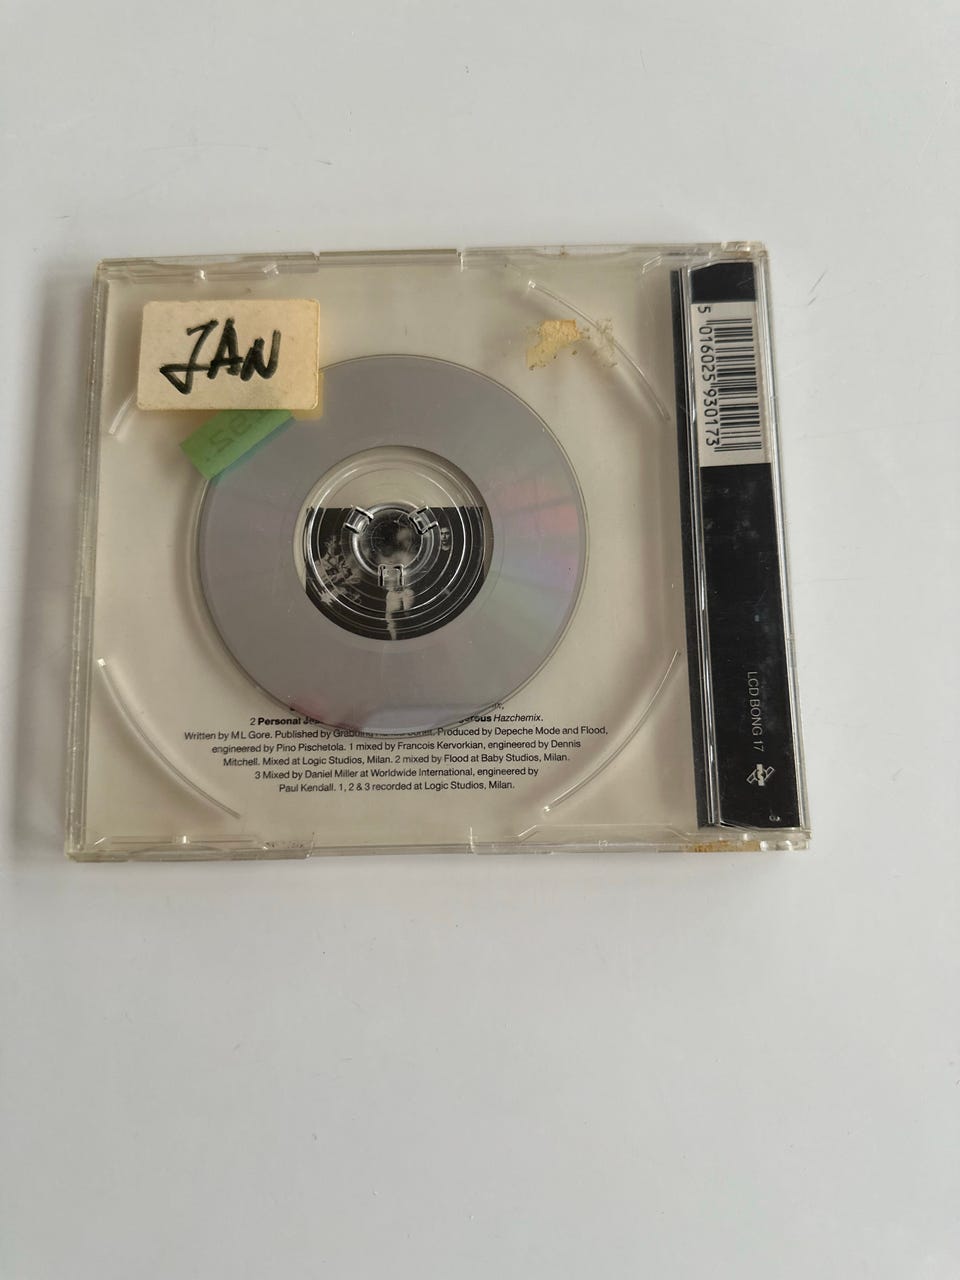 JAN
2 Personal
gerous Hazchemix.
Written by M L Gore. Published by Grabbing Produced by Depeche Mode and Flood,
engineered by Pino Pischetola. 1 mixed by Francois Kervorkian, engineered by Dennis
Mitchell. Mixed at Logic Studios, Milan. 2 mixed by Flood at Baby Studios, Milan.
3 Mixed by Daniel Miller at Worldwide International, engineered by
Paul Kendall. 1, 2 & 3 recorded at Logic Studios, Milan.
5 016025 930173
LCD BONG 17
3